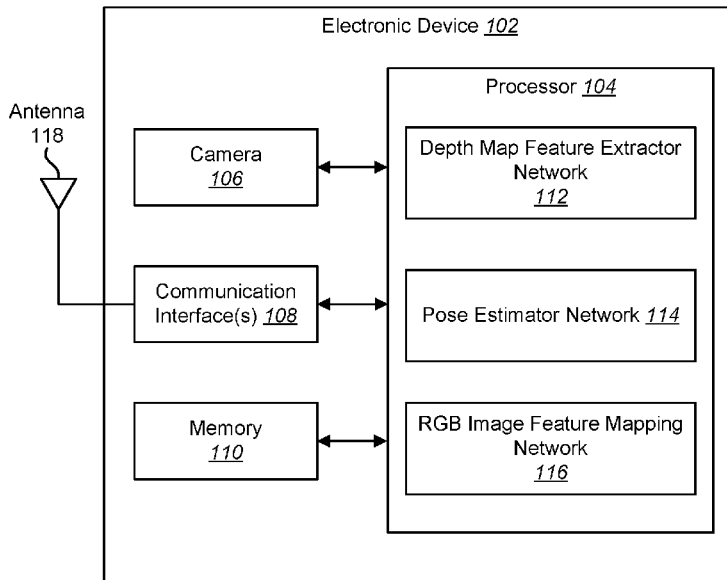 Electronic Device 102
Processor 104
Antenna
118
Camera
106
Depth Map Feature Extractor
Network
112
Communication
Interface(s) 108
Pose Estimator Network 114
Memory
110
RGB Image Feature Mapping
Network
116